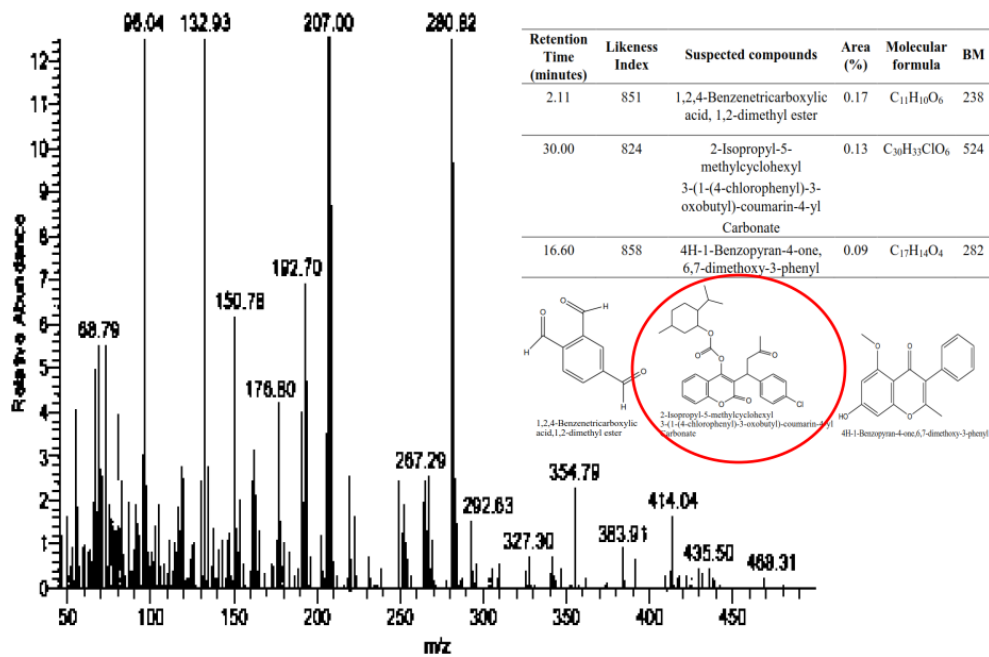 96.04 132.93 207.00 280.82
12
11
10
9
8
7
6
5
4
3
2
1
0
Relative Abundance
68.79
150.78
176.80
192.70
267.29
292.63
327.30
354.79
383.91
414.04
435.50
468.31
50 100 150 200 250 300 350 400 450
m/z
Retention Time (minutes) Likeness Index Suspected compounds Area (%) Molecular formula BM
2.11 851 1,2,4-Benzenetricarboxylic 0.17 C₁₁H₁₀O₆ 238
acid, 1,2-dimethyl ester
30.00 824 2-Isopropyl-5- 0.13 C₃₀H₃₃ClO₆ 524
methylcyclohexyl
3-(1-(4-chlorophenyl)-3-
oxobutyl)-coumarin-4-yl
Carbonate
16.60 858 4H-1-Benzopyran-4-one, 0.09 C₁₇H₁₄O₄ 282
6,7-dimethoxy-3-phenyl
O H O H O H
O O O O O O Cl
O O HO O
1,2,4-Benzenetricarboxylic
acid,1,2-dimethyl ester
2-Isopropyl-5-methylcyclohexyl
3-(1-(4-chlorophenyl)-3-oxobutyl)-coumarin-4-yl
Carbonate
4H-1-Benzopyran-4-one,6,7-dimethoxy-3-phenyl